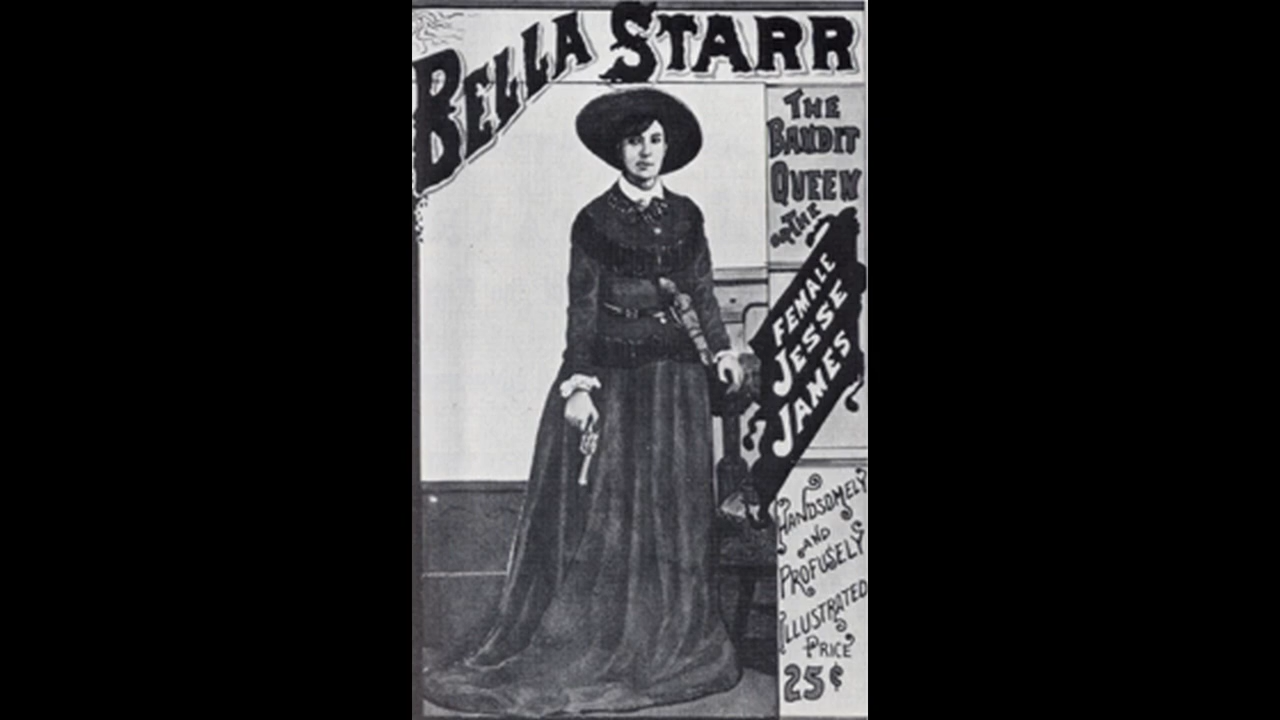 BELLA STARR
THE
BANDIT
QUEEN
OR THE
FEMALE
JESSE
JAMES
HANDSOMELY
AND
PROFUSELY
ILLUSTRATED
PRICE
25¢